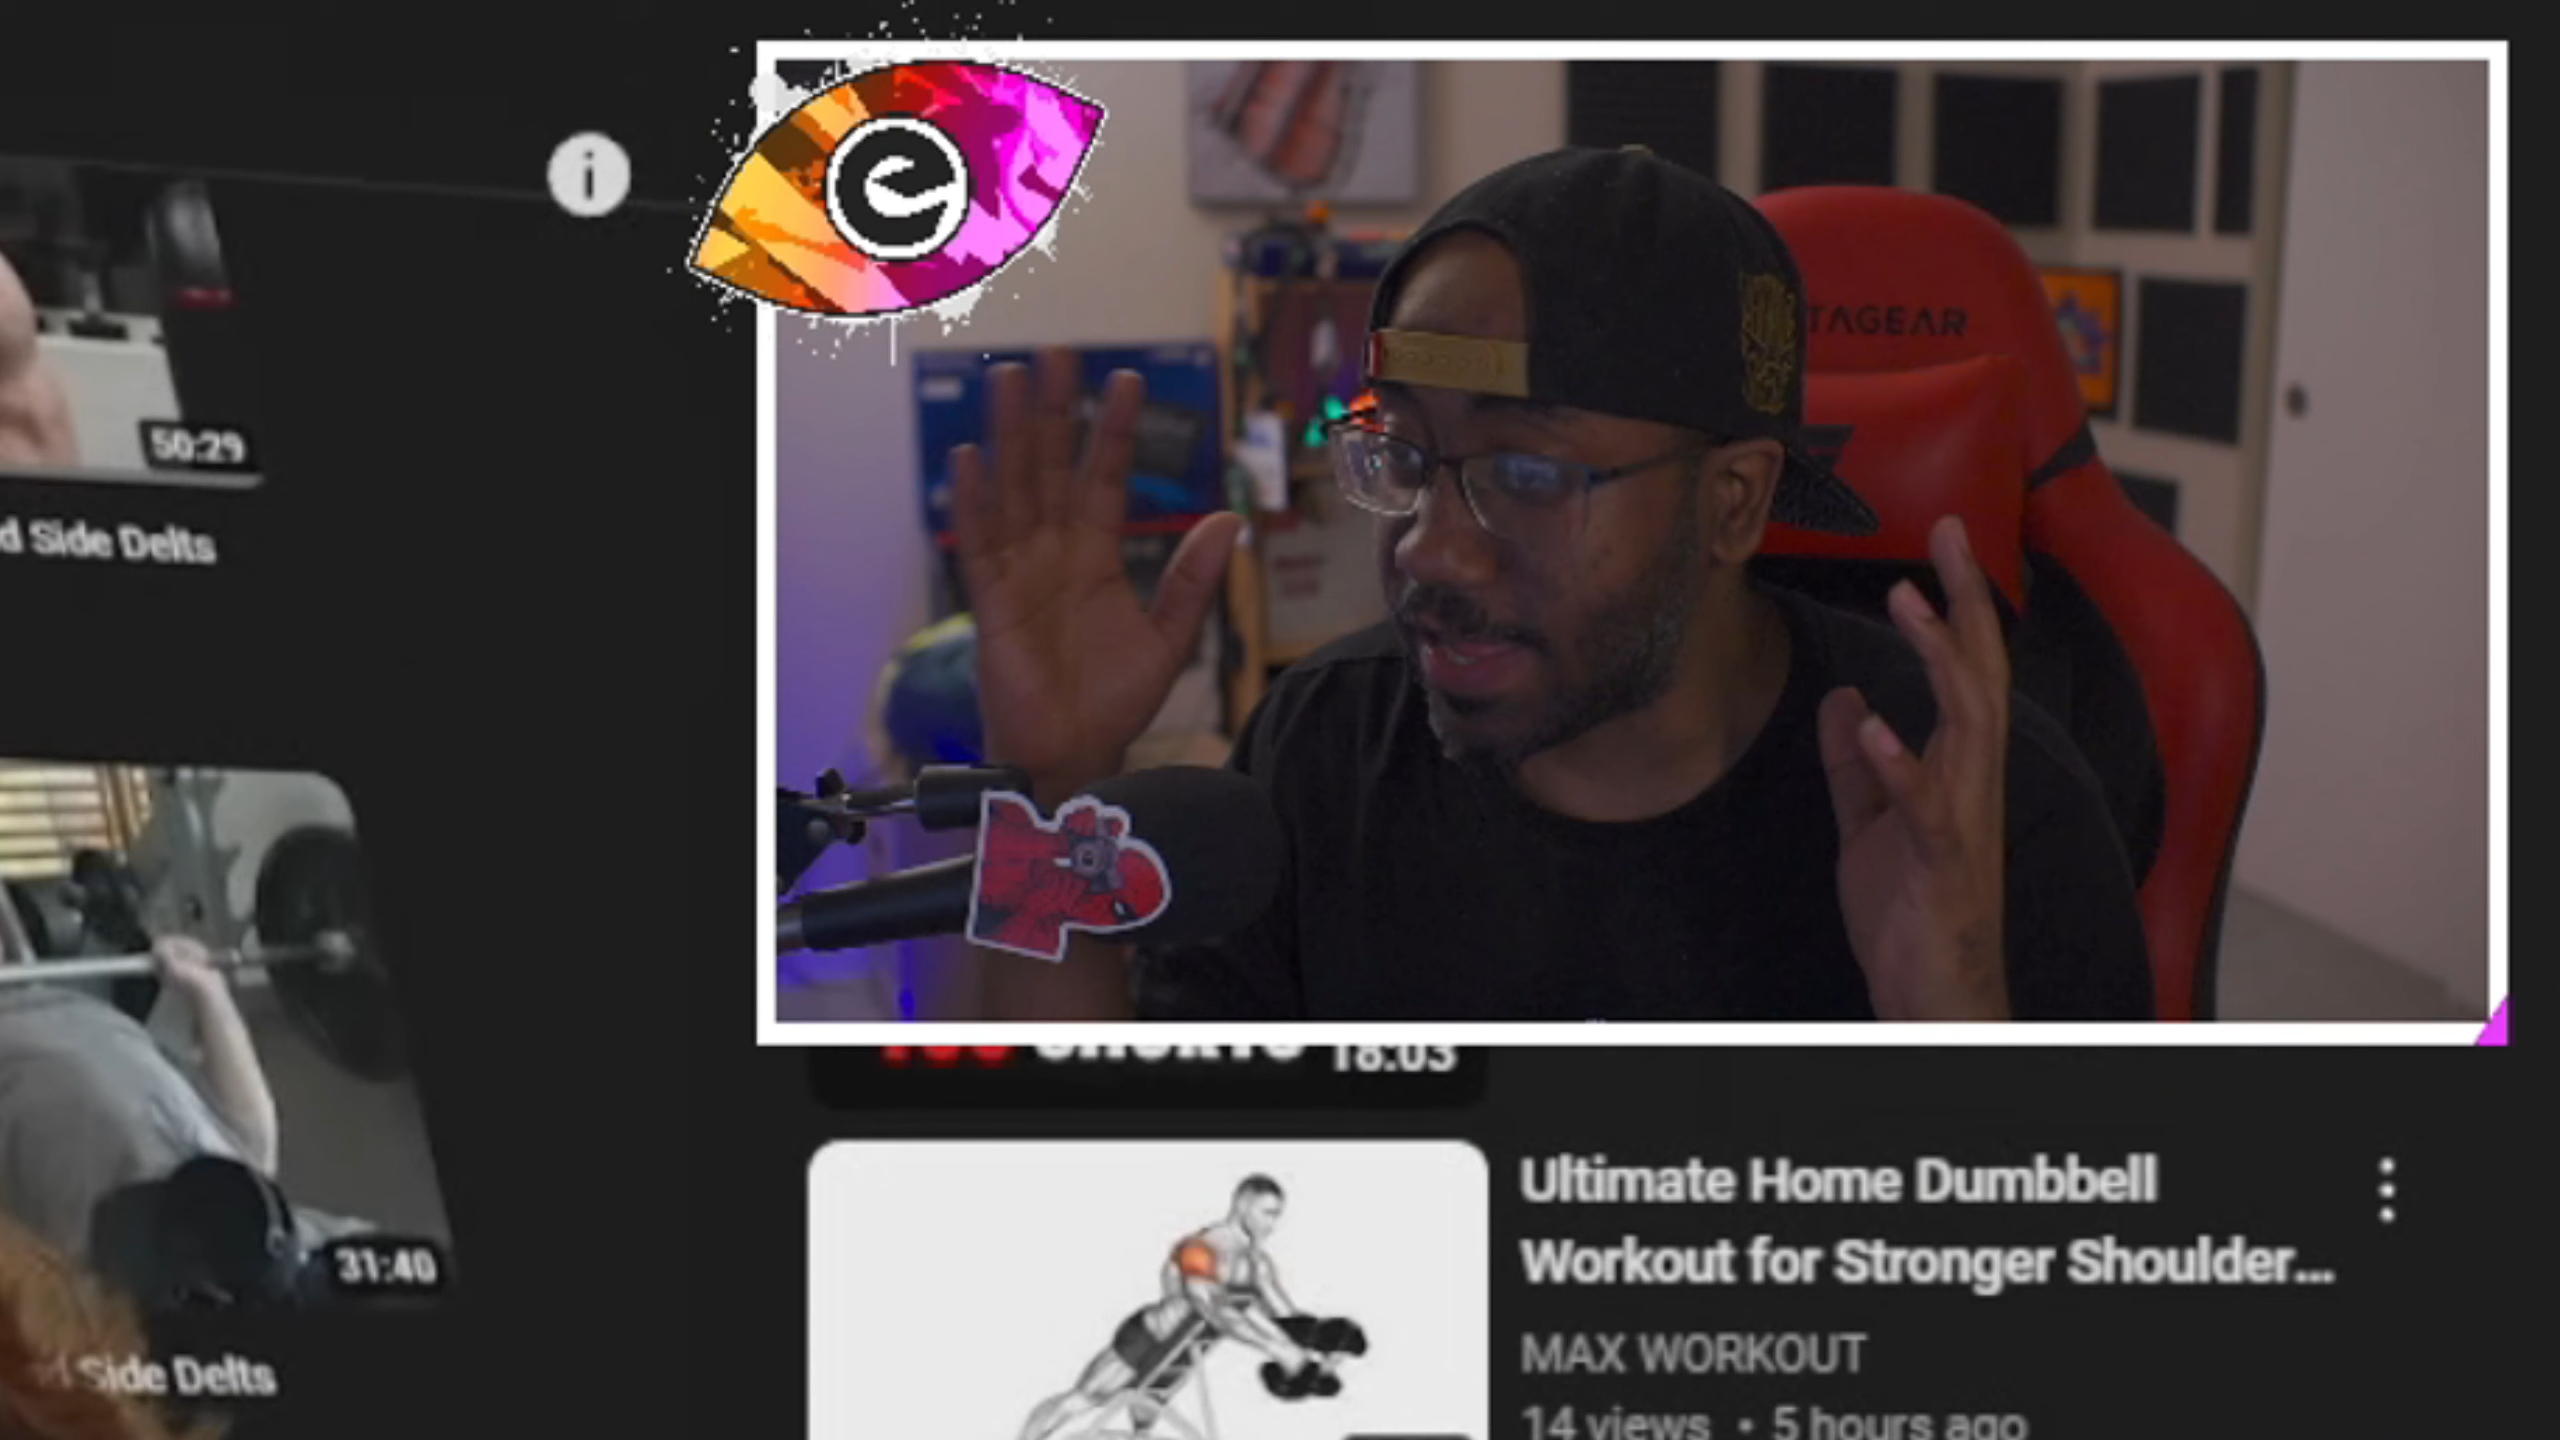 50:29
d Side Delts
TAGEAR
31:40
Side Delts
18:03
Ultimate Home Dumbbell
Workout for Stronger Shoulder...
MAX WORKOUT
14 views • 5 hours ago